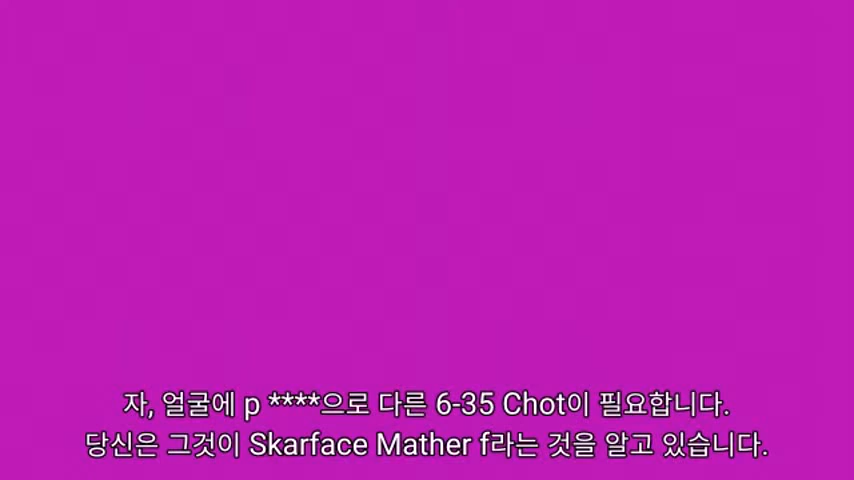 자, 얼굴에 p ****으로 다른 6-35 Chot이 필요합니다.
당신은 그것이 Skarface Mather f라는 것을 알고 있습니다.